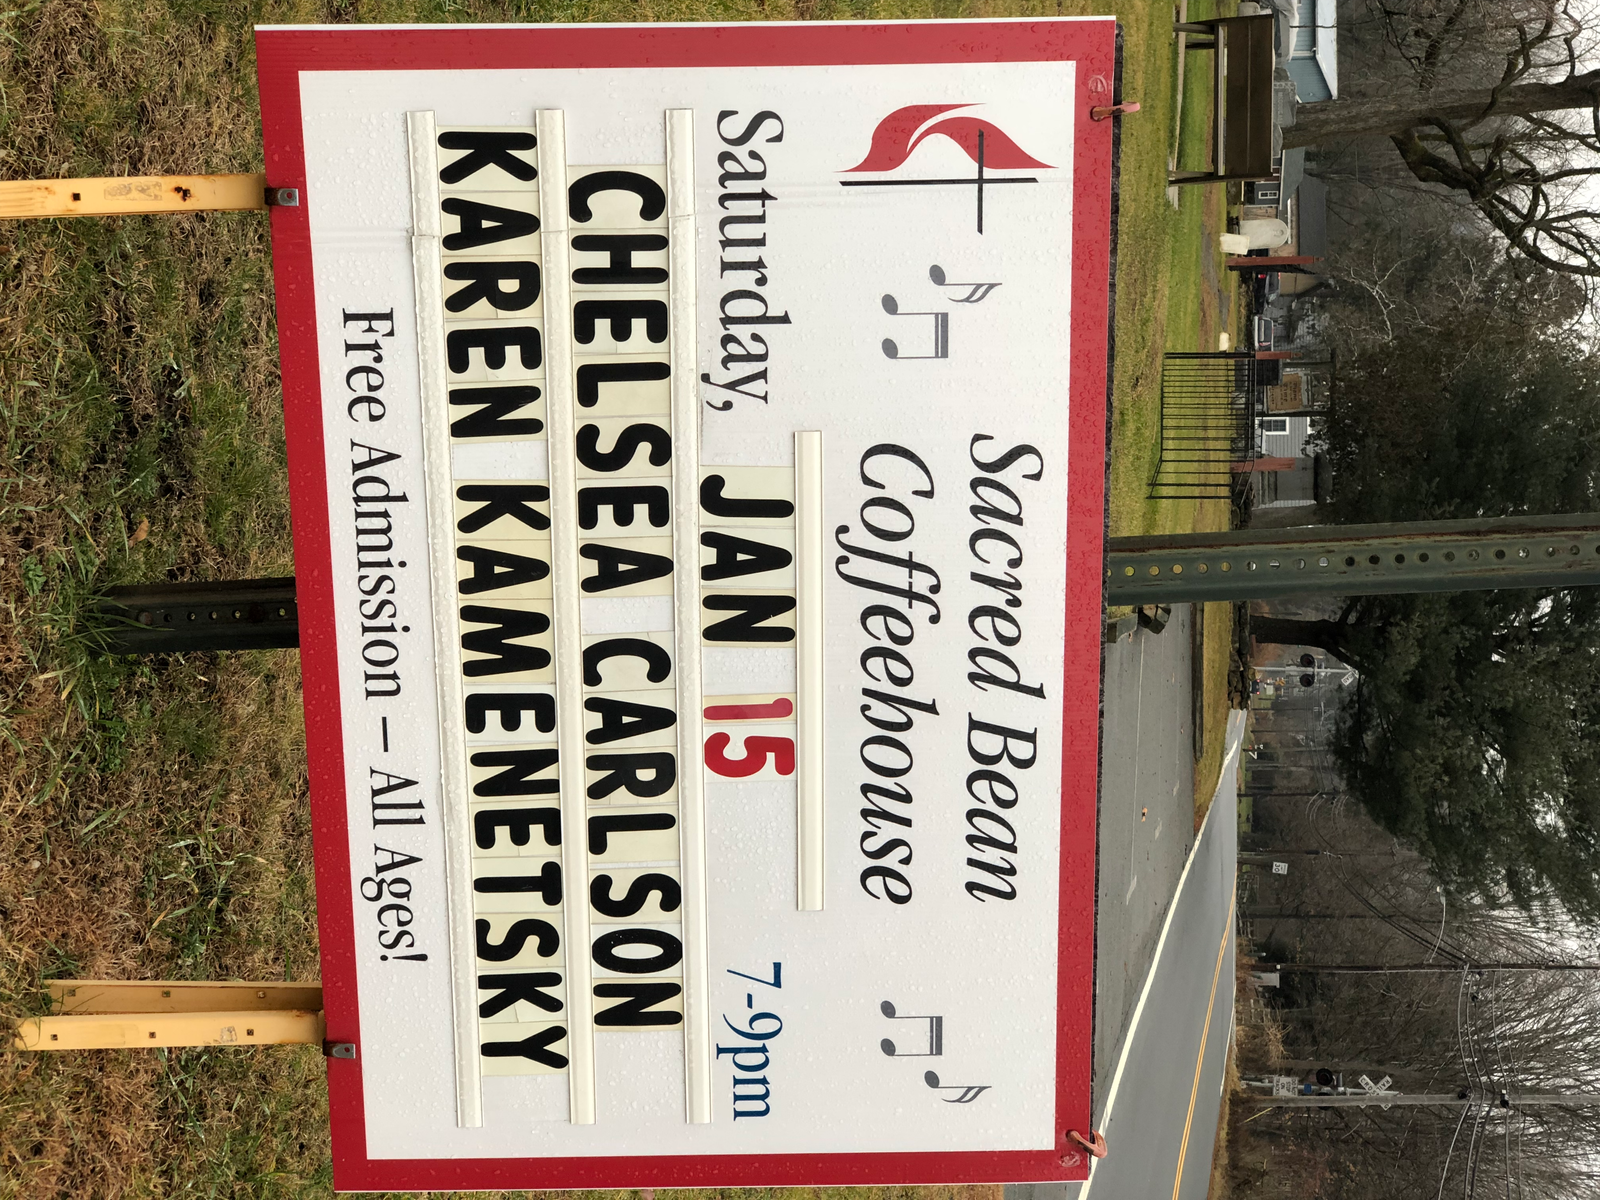 Sacred Bean
Coffeehouse
Saturday, JAN 15 7-9pm
CHELSEA CARLSON
KAREN KAMENETSKY
Free Admission – All Ages!